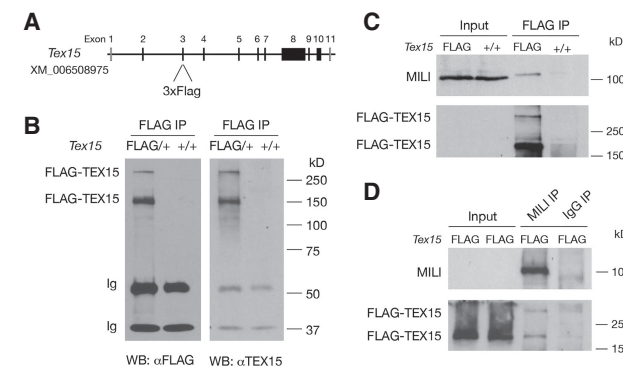 A
Exon 1 2 3 4 5 6 7 8 9 10 11
Tex15
XM_006508975
3xFlag
B
FLAG IP FLAG IP
Tex15 FLAG/+ +/+ FLAG/+ +/+
kD
FLAG-TEX15
250
FLAG-TEX15
150
100
75
Ig
50
Ig
37
WB: αFLAG WB: αTEX15
C
Input FLAG IP
Tex15 FLAG +/+ FLAG +/+
kD
MILI
100
FLAG-TEX15
250
FLAG-TEX15
150
D
Input MILI IP IgG IP
Tex15 FLAG FLAG FLAG FLAG
MILI
FLAG-TEX15
FLAG-TEX15